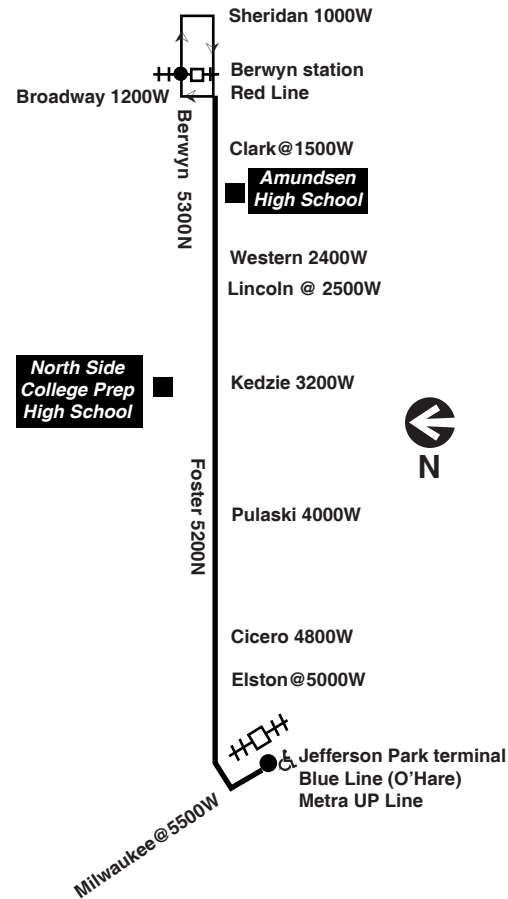 Sheridan 1000W
Berwyn station
Red Line
Broadway 1200W
Berwyn 5300N
Clark@1500W
Amundsen
High School
Western 2400W
Lincoln @ 2500W
North Side
College Prep
High School
Kedzie 3200W
N
Foster 5200N
Pulaski 4000W
Cicero 4800W
Elston@5000W
Jefferson Park terminal
Blue Line (O’Hare)
Metra UP Line
Milwaukee@5500W